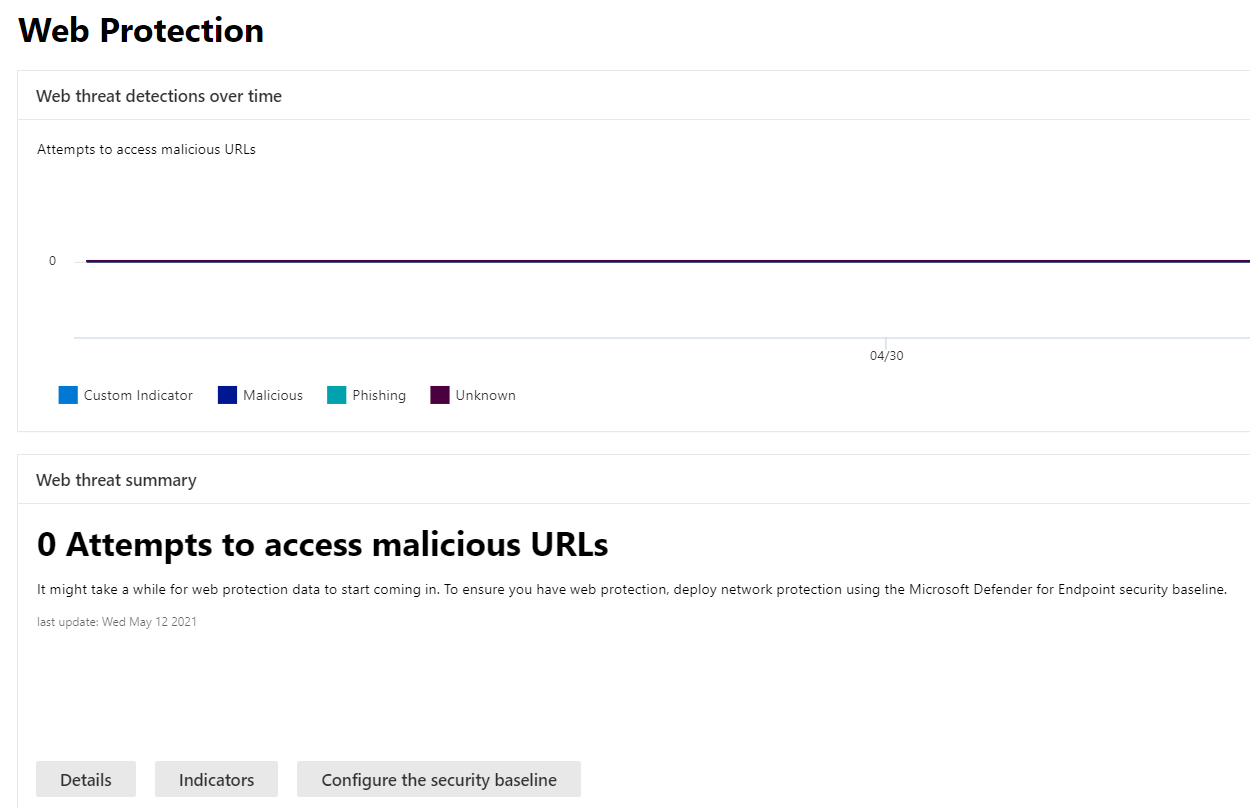 Web Protection
Web threat detections over time
Attempts to access malicious URLs
0
04/30
Custom Indicator Malicious Phishing Unknown
Web threat summary
0 Attempts to access malicious URLs
It might take a while for web protection data to start coming in. To ensure you have web protection, deploy network protection using the Microsoft Defender for Endpoint security baseline.
last update: Wed May 12 2021
Details Indicators Configure the security baseline